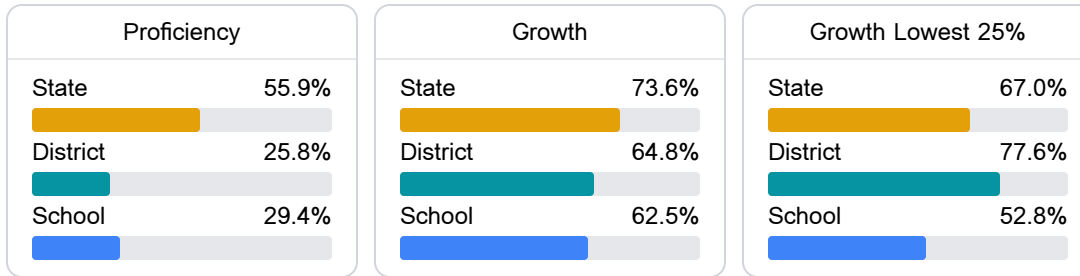 Proficiency
State 55.9%
District 25.8%
School 29.4%
Growth
State 73.6%
District 64.8%
School 62.5%
Growth Lowest 25%
State 67.0%
District 77.6%
School 52.8%